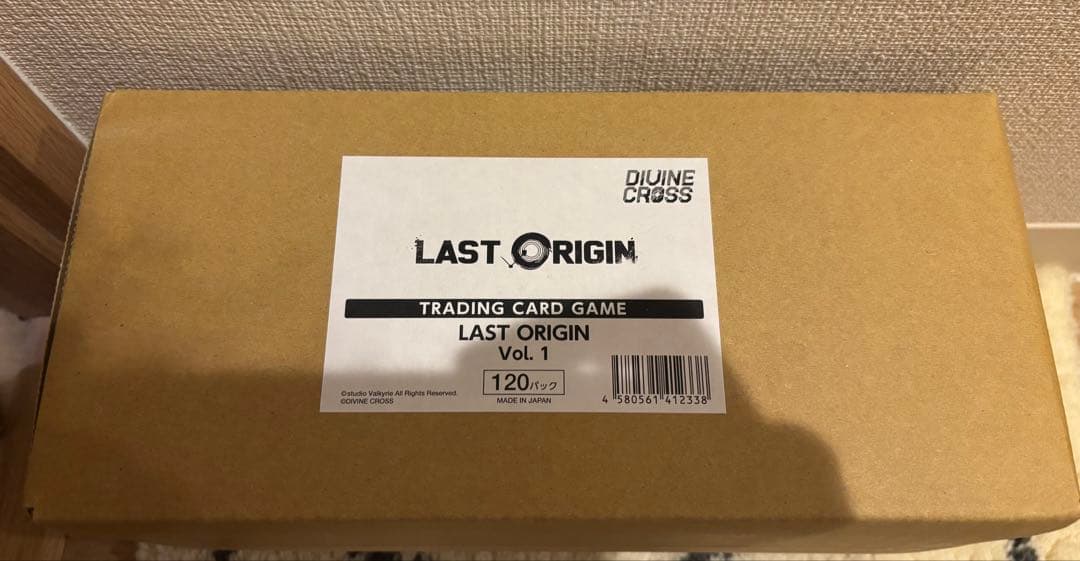 DIVINE
CROSS
LAST ORIGIN
TRADING CARD GAME
LAST ORIGIN
Vol. 1
120パック
MADE IN JAPAN
©studio Valkyrie All Rights Reserved.
©DIVINE CROSS
4 580561 412338